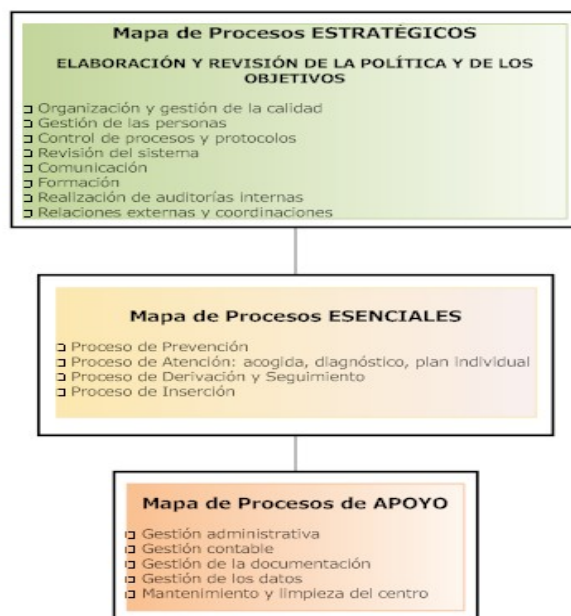 Mapa de Procesos ESTRATÉGICOS
ELABORACIÓN Y REVISIÓN DE LA POLÍTICA Y DE LOS
OBJETIVOS
❑ Organización y gestión de la calidad
❑ Gestión de las personas
❑ Control de procesos y protocolos
❑ Revisión del sistema
❑ Comunicación
❑ Formación
❑ Realización de auditorías internas
❑ Relaciones externas y coordinaciones
Mapa de Procesos ESENCIALES
❑ Proceso de Prevención
❑ Proceso de Atención: acogida, diagnóstico, plan individual
❑ Proceso de Derivación y Seguimiento
❑ Proceso de Inserción
Mapa de Procesos de APOYO
❑ Gestión administrativa
❑ Gestión contable
❑ Gestión de la documentación
❑ Gestión de los datos
❑ Mantenimiento y limpieza del centro